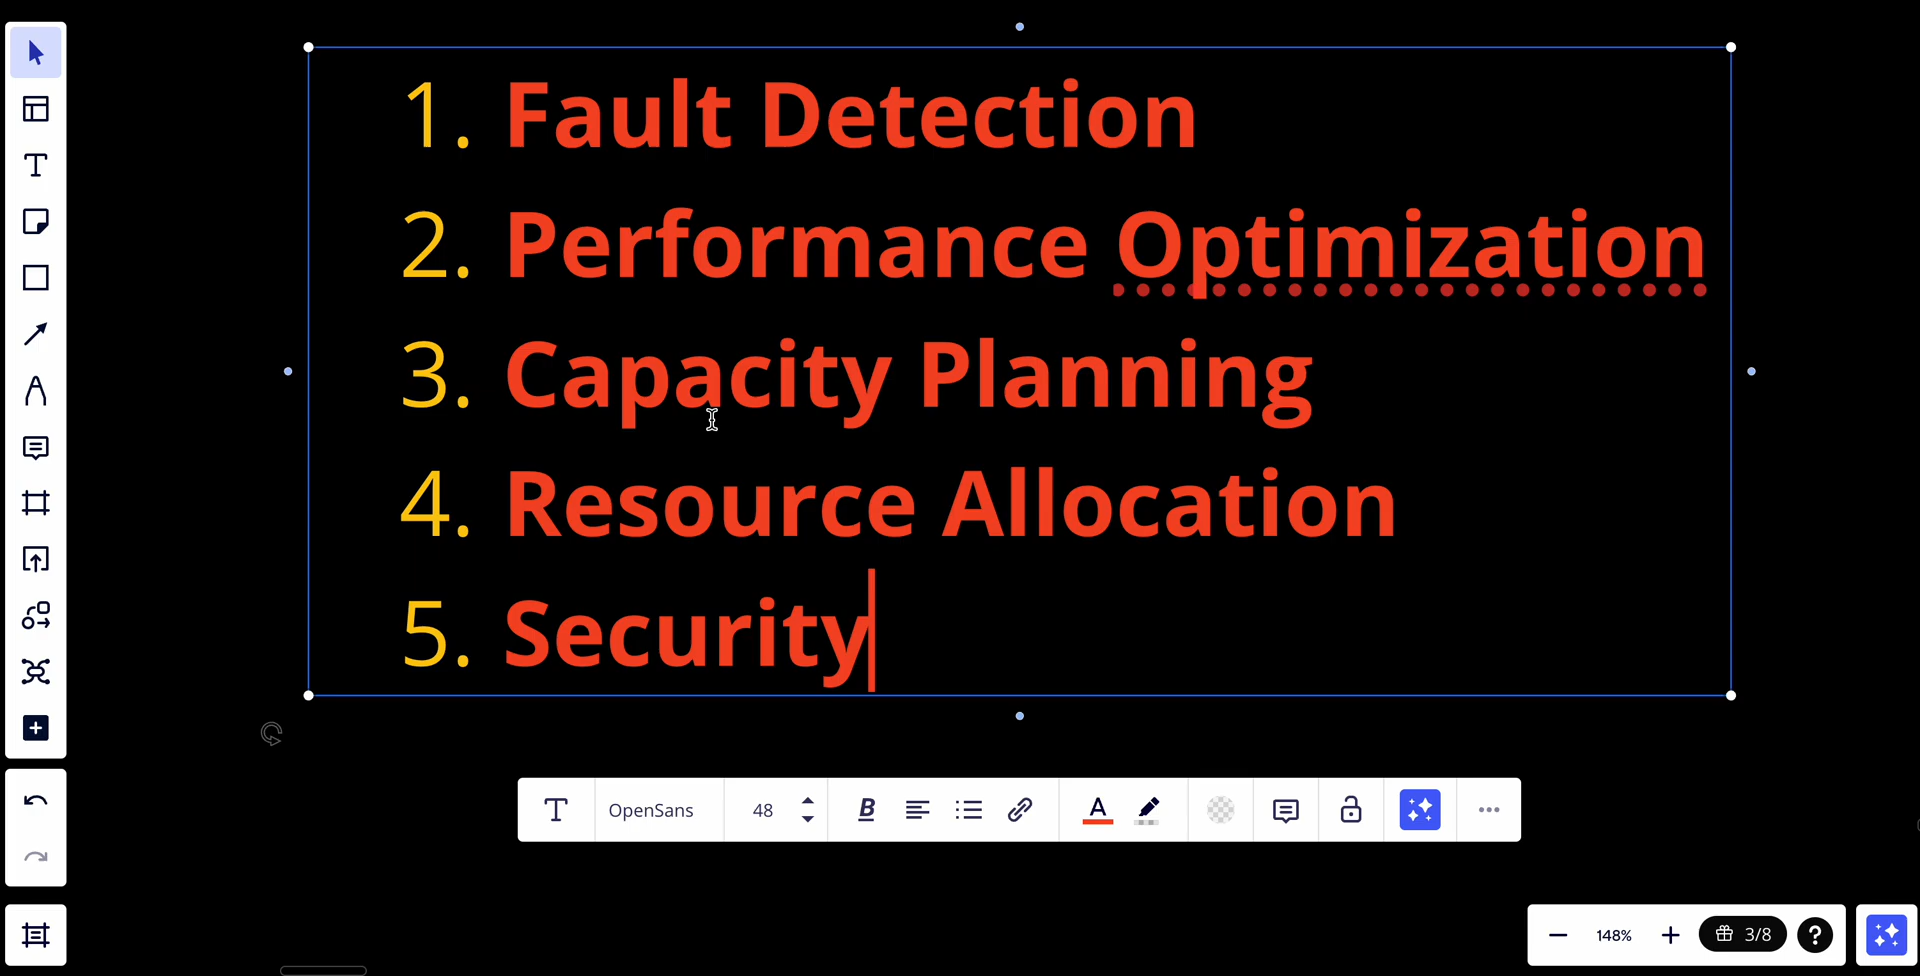 1. Fault Detection
2. Performance Optimization
3. Capacity Planning
4. Resource Allocation
5. Security
OpenSans 48 B A
148% 3/8 ?